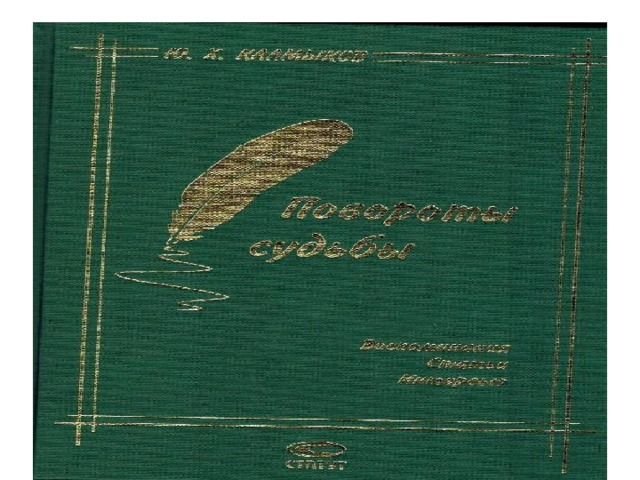 Ю. Х. КАЛМЫКОВ
Повороты
судьбы
Воспоминания
Статьи
Интервью
СТАТУТ